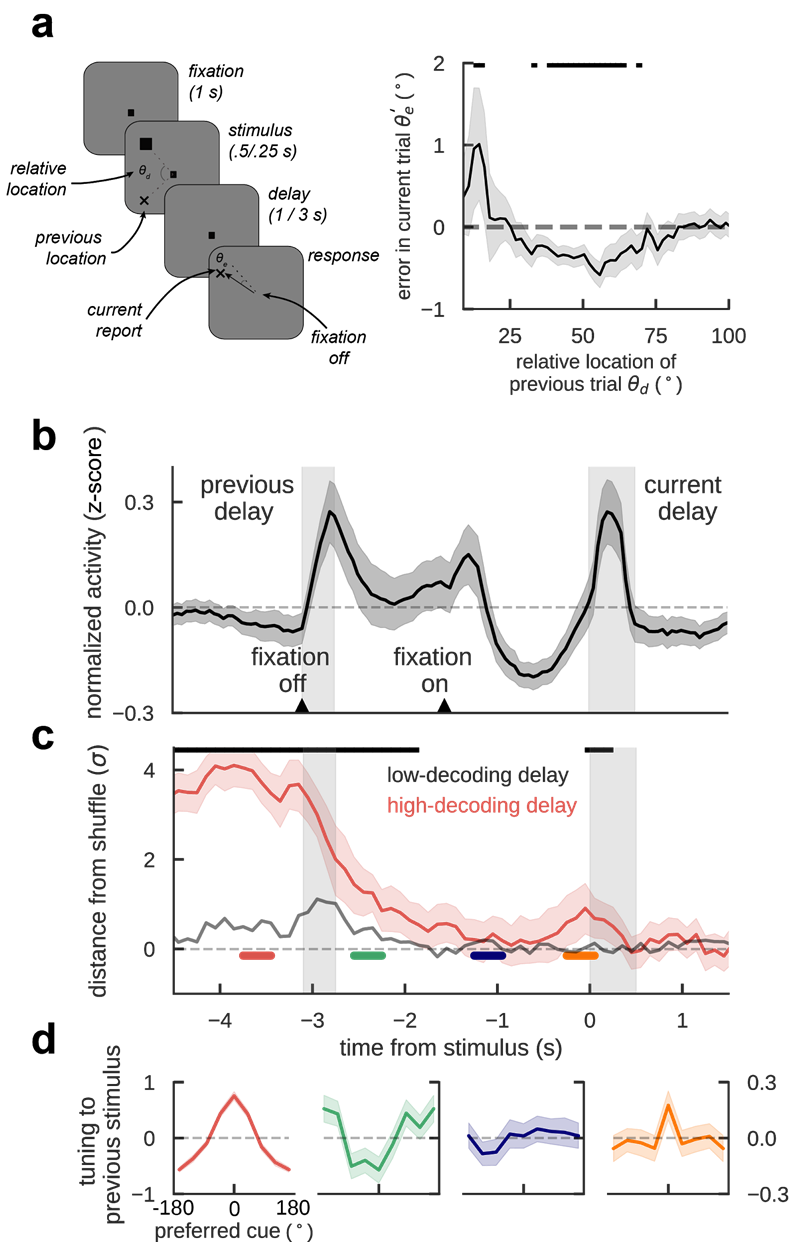 a
fixation
(1 s)
stimulus
(.5/.25 s)
relative
location
θd
delay
(1 / 3 s)
previous
location
response
θe
current
report
fixation
off
error in current trial θ′e (°)
2
1
0
−1
25
50
75
100
relative location of
previous trial θd (°)
b
normalized activity (z-score)
0.3
0.0
−0.3
previous
delay
current
delay
fixation
off
fixation
on
c
distance from shuffle (σ)
4
2
0
low-decoding delay
high-decoding delay
−4
−3
−2
−1
0
1
time from stimulus (s)
d
tuning to
previous stimulus
1
0
−1
-180
0
180
preferred cue (°)
0.3
0.0
−0.3